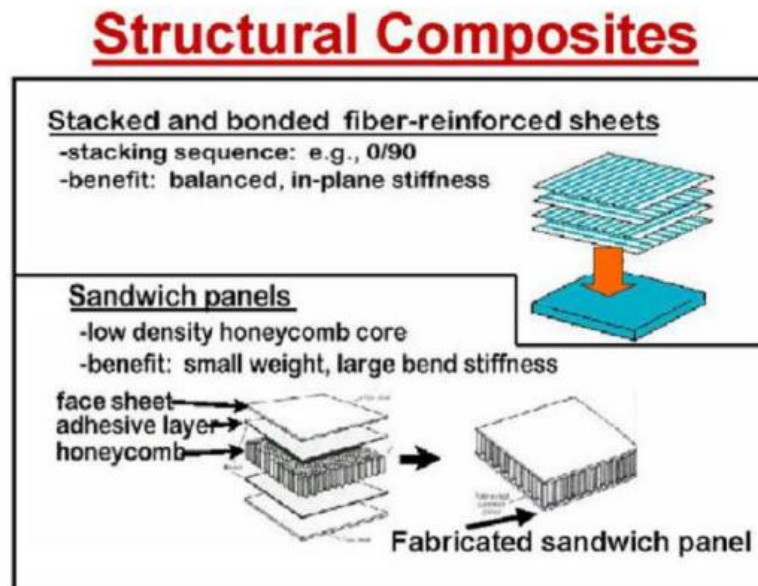 Structural Composites
Stacked and bonded fiber-reinforced sheets
-stacking sequence: e.g., 0/90
-benefit: balanced, in-plane stiffness
Sandwich panels
-low density honeycomb core
-benefit: small weight, large bend stiffness
face sheet
adhesive layer
honeycomb
Fabricated sandwich panel